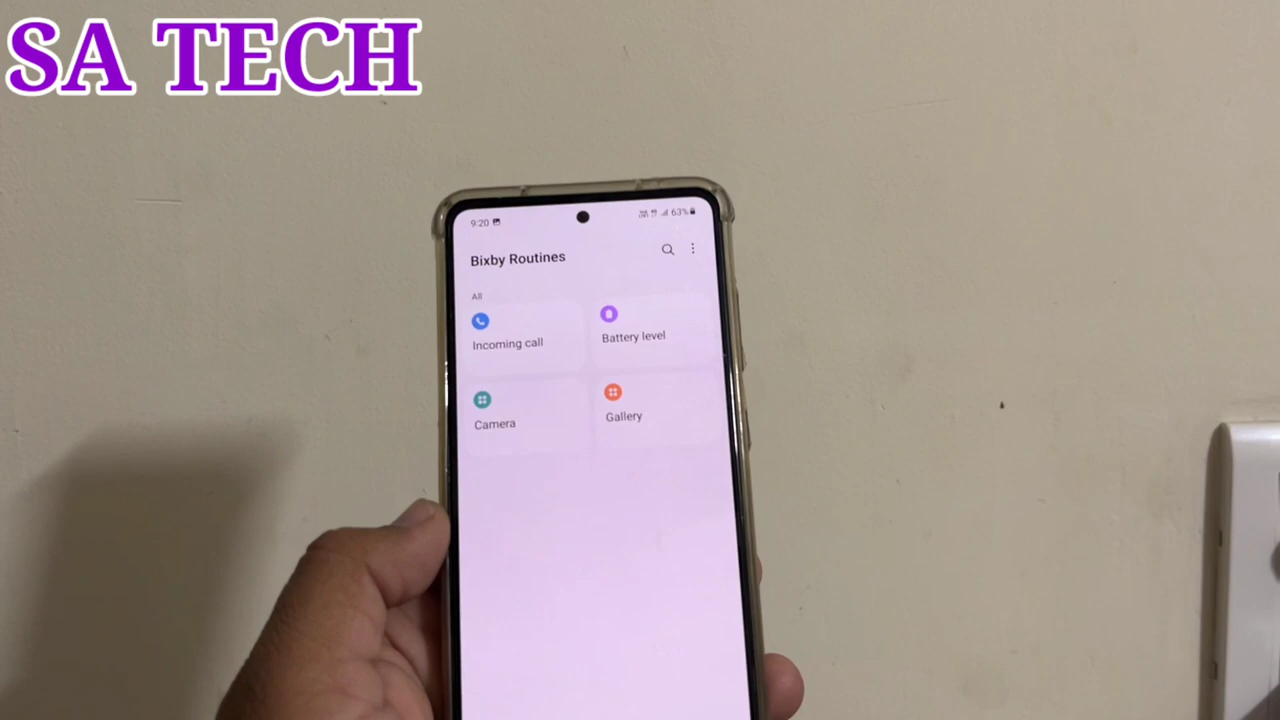 SA TECH
9:20
63%
Bixby Routines
All
Incoming call
Battery level
Camera
Gallery